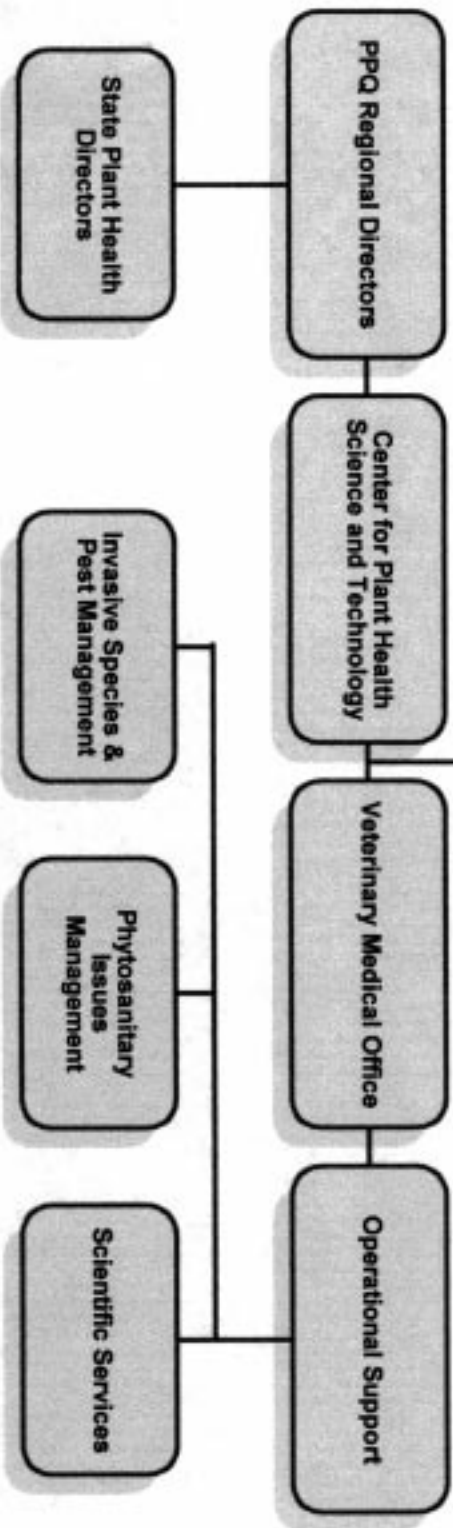 PPQ Regional Directors
Center for Plant Health
Science and Technology
Veterinary Medical Office
Operational Support
State Plant Health
Directors
Invasive Species &
Pest Management
Phytosanitary
Issues
Management
Scientific Services